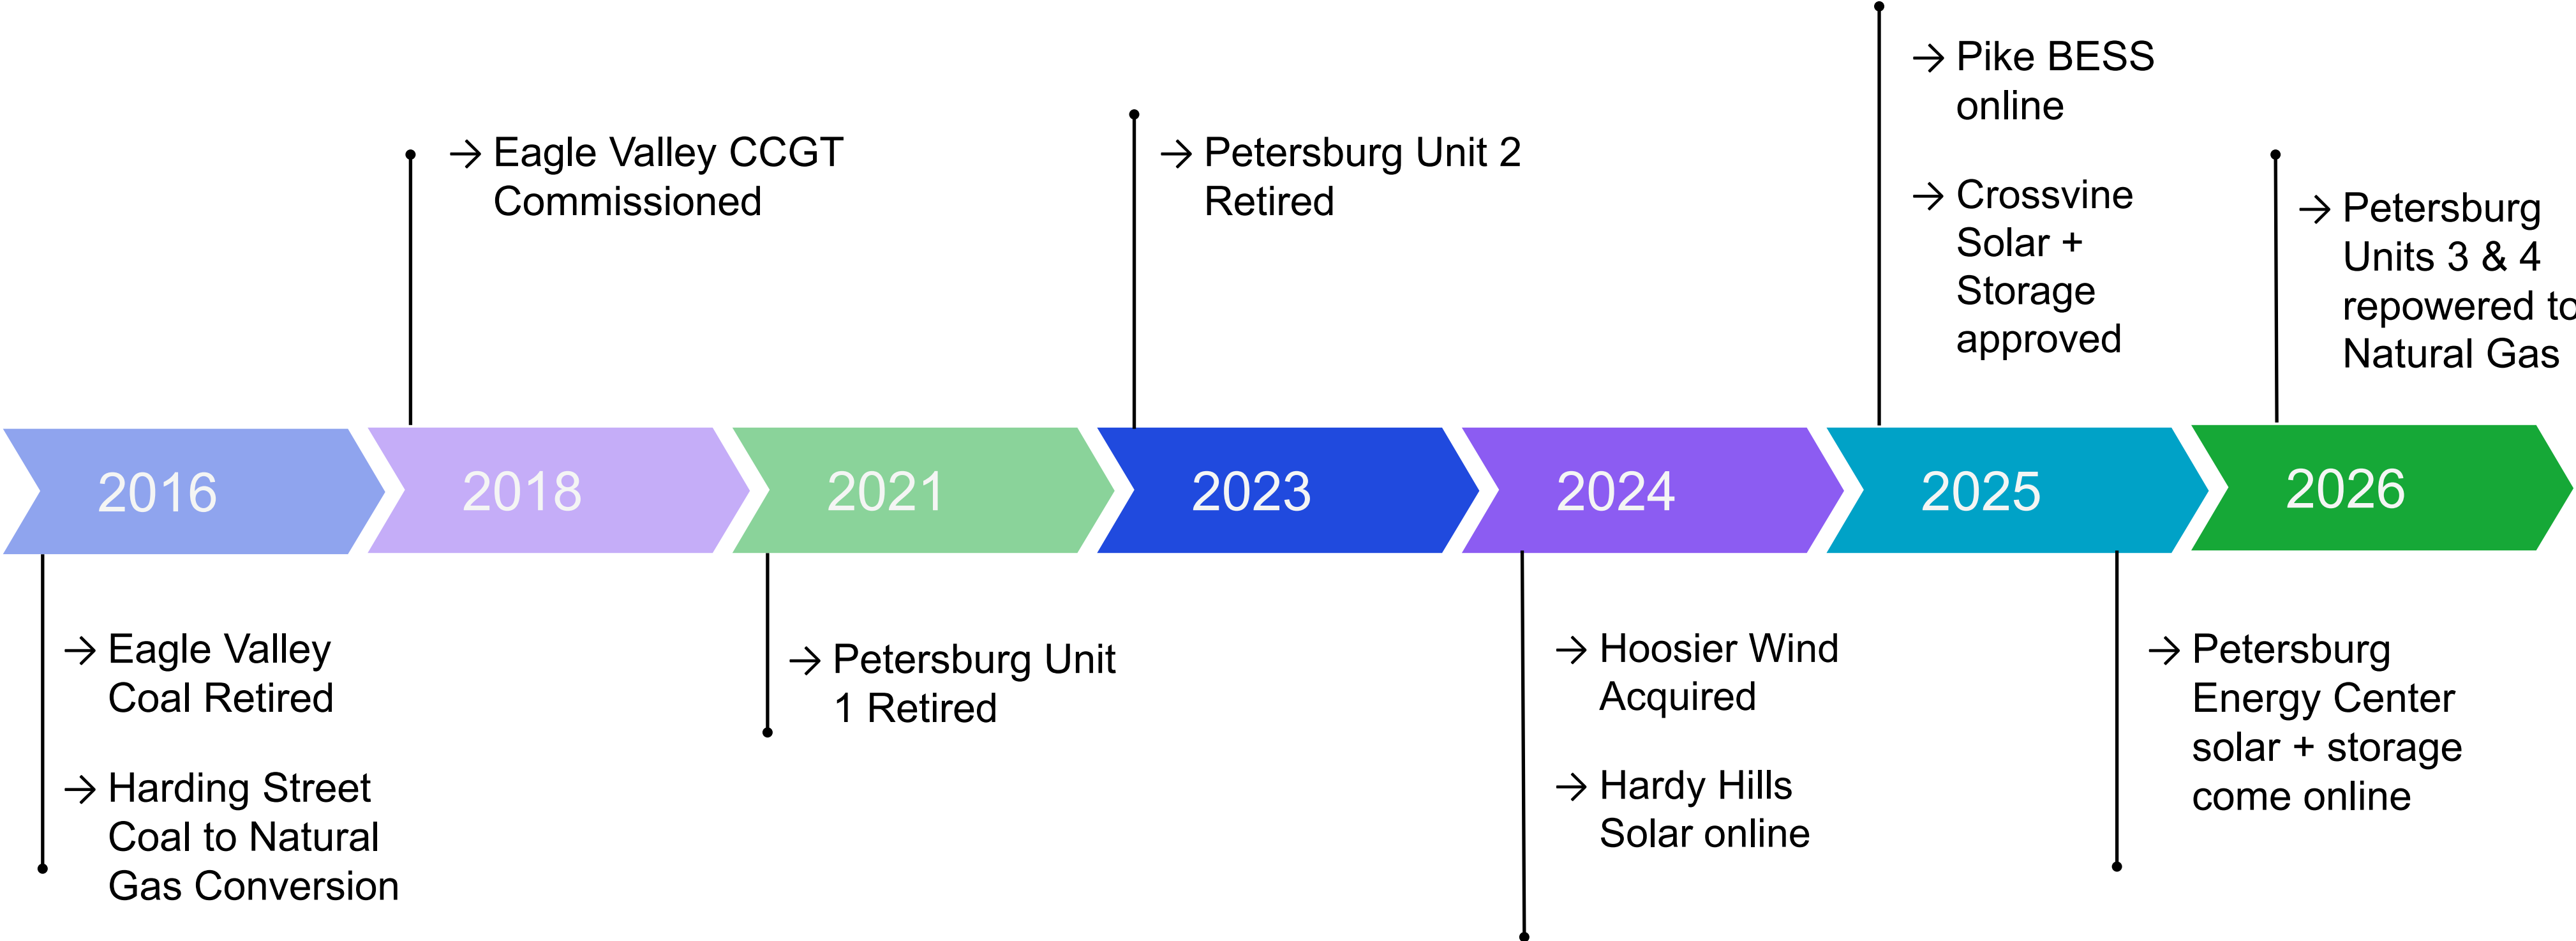 → Pike BESS
online
→ Crossvine
Solar +
Storage
approved
→ Eagle Valley CCGT
Commissioned
→ Petersburg Unit 2
Retired
→ Petersburg
Units 3 & 4
repowered to
Natural Gas
2016
2018
2021
2023
2024
2025
2026
→ Eagle Valley
Coal Retired
→ Harding Street
Coal to Natural
Gas Conversion
→ Petersburg Unit
1 Retired
→ Hoosier Wind
Acquired
→ Hardy Hills
Solar online
→ Petersburg
Energy Center
solar + storage
come online